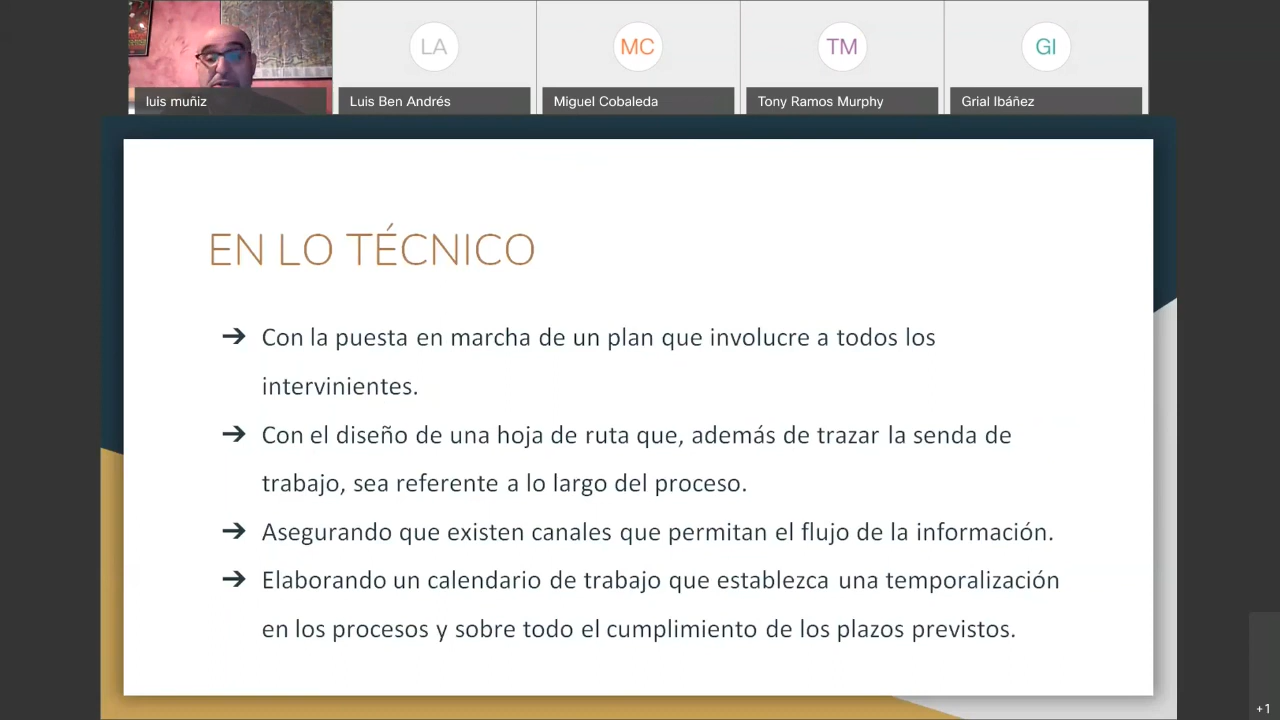 LA
MC
TM
GI
luis muñiz
Luis Ben Andrés
Miguel Cobaleda
Tony Ramos Murphy
Grial Ibáñez
EN LO TÉCNICO
➔ Con la puesta en marcha de un plan que involucre a todos los
intervinientes.
➔ Con el diseño de una hoja de ruta que, además de trazar la senda de
trabajo, sea referente a lo largo del proceso.
➔ Asegurando que existen canales que permitan el flujo de la información.
➔ Elaborando un calendario de trabajo que establezca una temporalización
en los procesos y sobre todo el cumplimiento de los plazos previstos.
+1